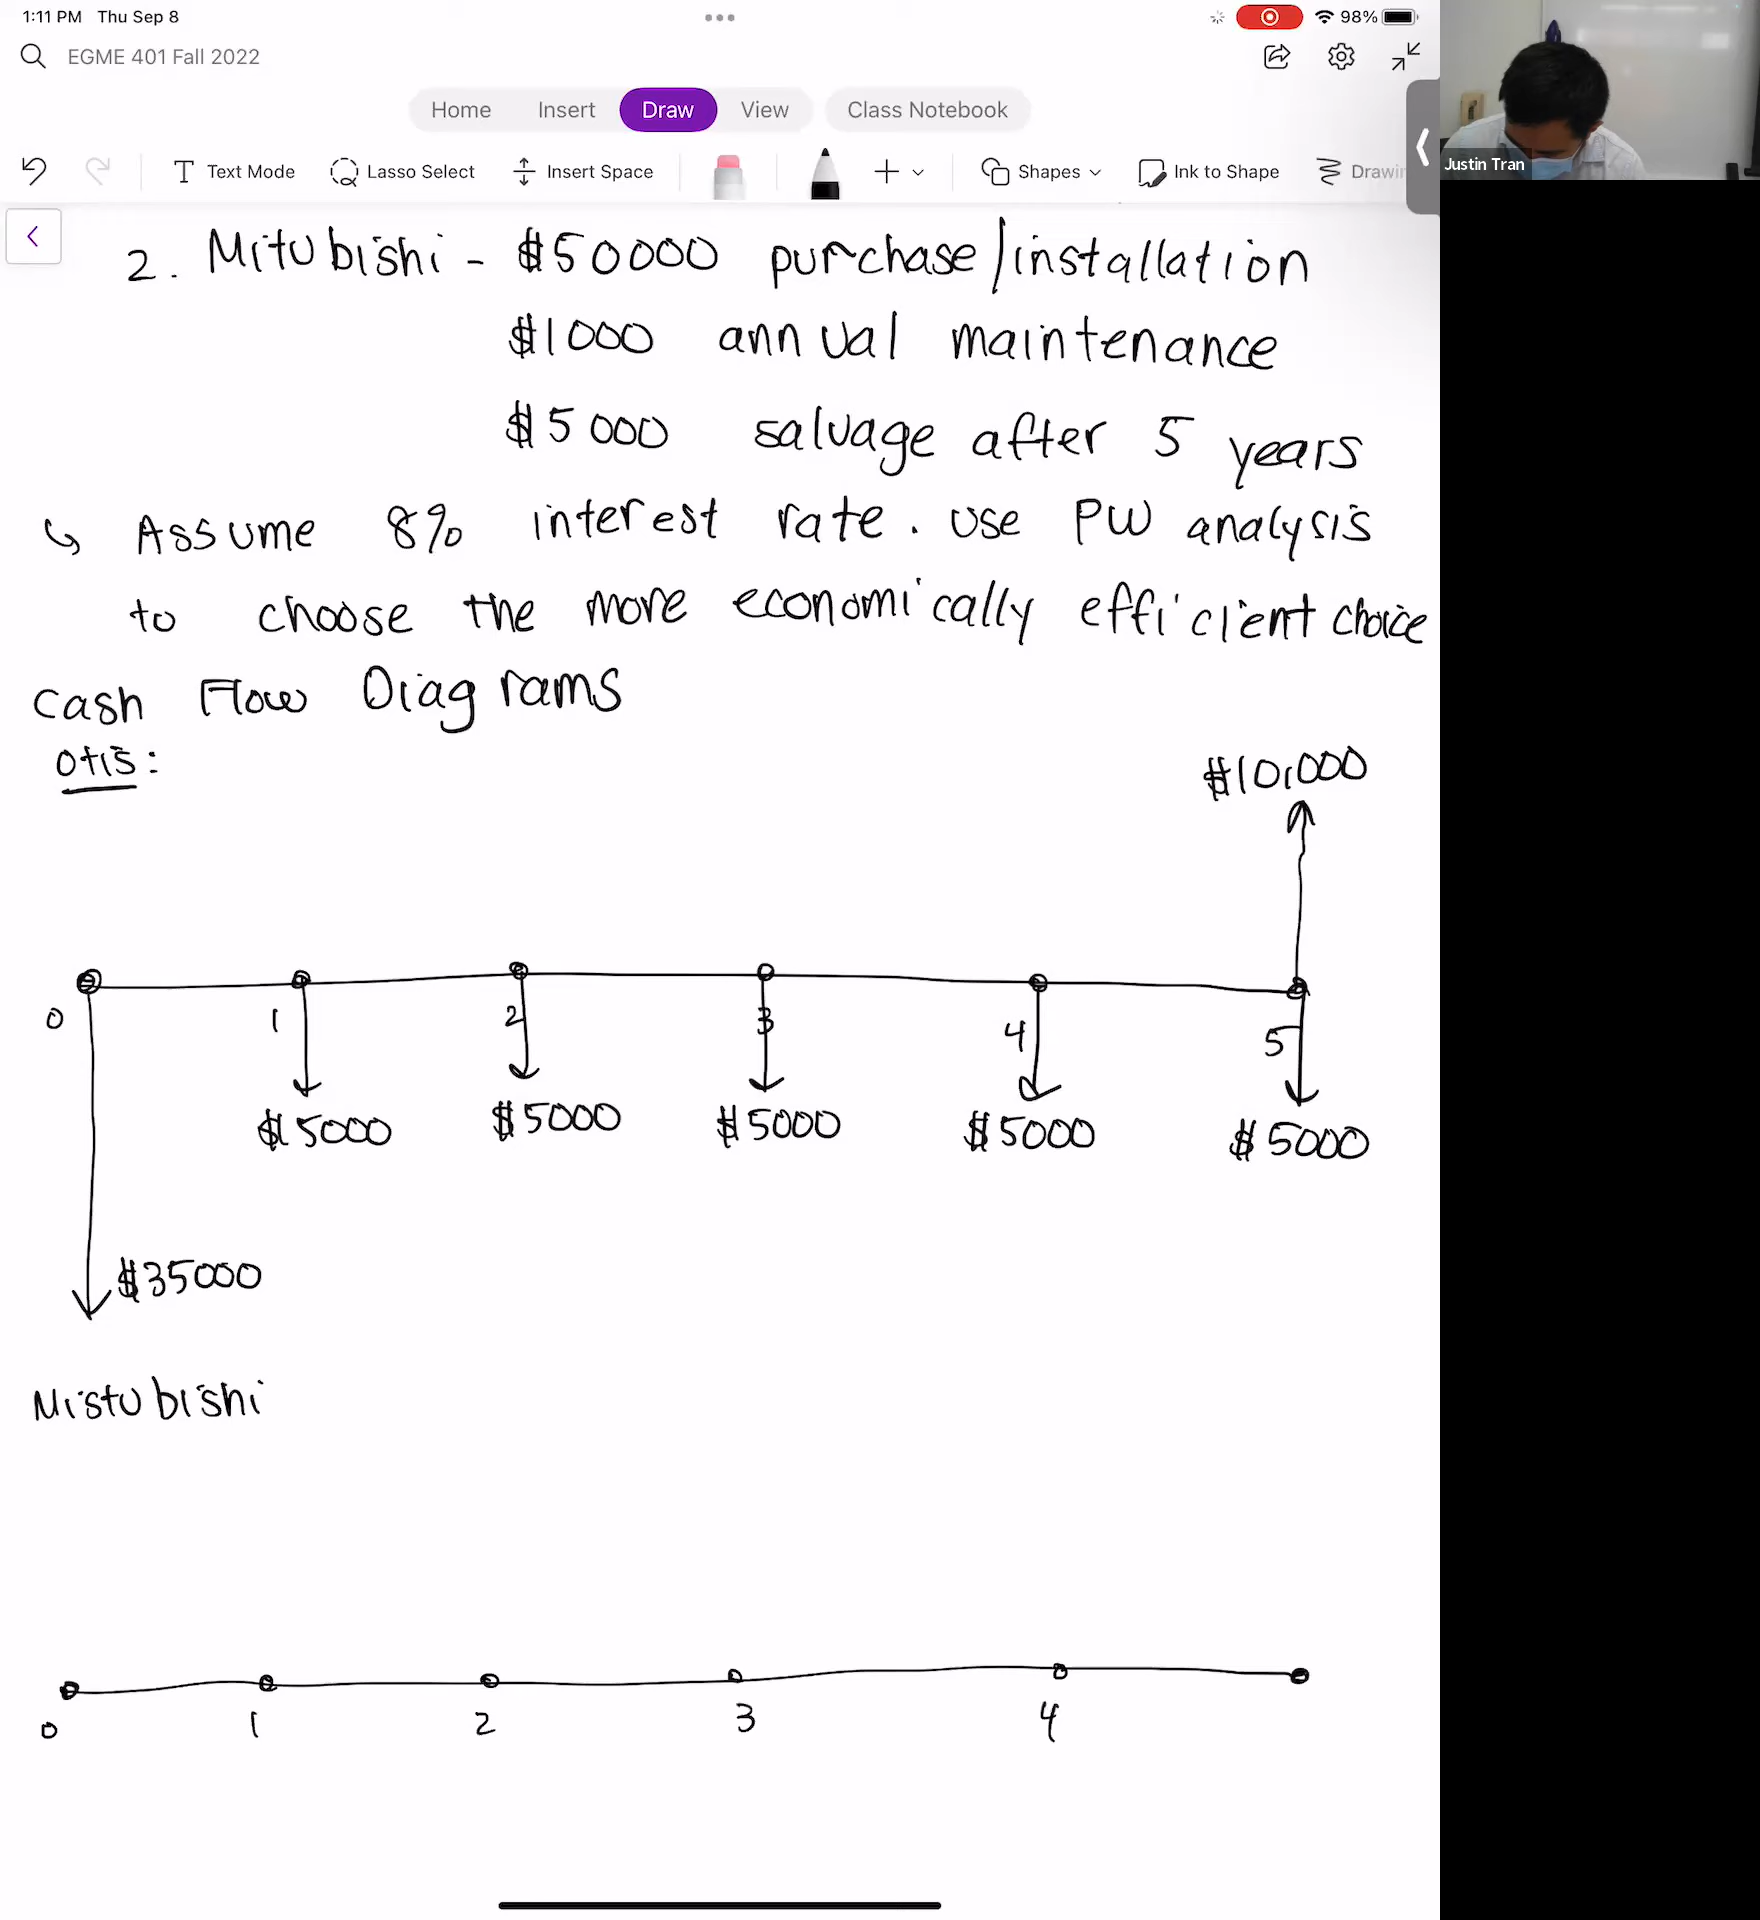 1:11 PM Thu Sep 8
98%
EGME 401 Fall 2022
Home Insert Draw View Class Notebook
Text Mode Lasso Select Insert Space Shapes Ink to Shape Drawi
Justin Tran
2. Mitubishi - $50000 purchase/installation
$1000 annual maintenance
$5000 salvage after 5 years
↳ Assume 8% interest rate. use PW analysis
to choose the more economically efficient choice
Cash Flow Diagrams
Otis:
$10,000
0 1 2 3 4 5
$5000 $5000 $5000 $5000 $5000
$35000
Mistubishi
0 1 2 3 4